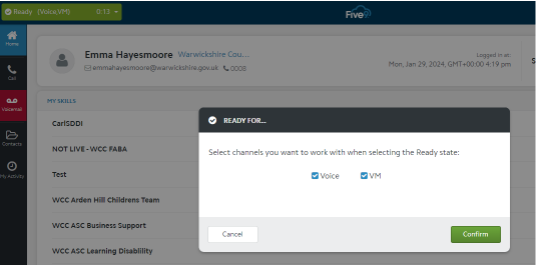 Ready (Voice,VM) 0:12
Five9
Home
Call
Voicemail
Contacts
My Activity
Emma Hayesmoore Warwickshire Cou...
emmahayesmoore@warwickshire.gov.uk 0008
Logged in at:
Mon, Jan 29, 2024, GMT+00:00 4:19 pm
S
MY SKILLS
CarlSDDI
NOT LIVE - WCC FABA
Test
WCC Arden Hill Childrens Team
WCC ASC Business Support
WCC ASC Learning Disablility
READY FOR...
Select channels you want to work with when selecting the Ready state:
Voice VM
Cancel Confirm